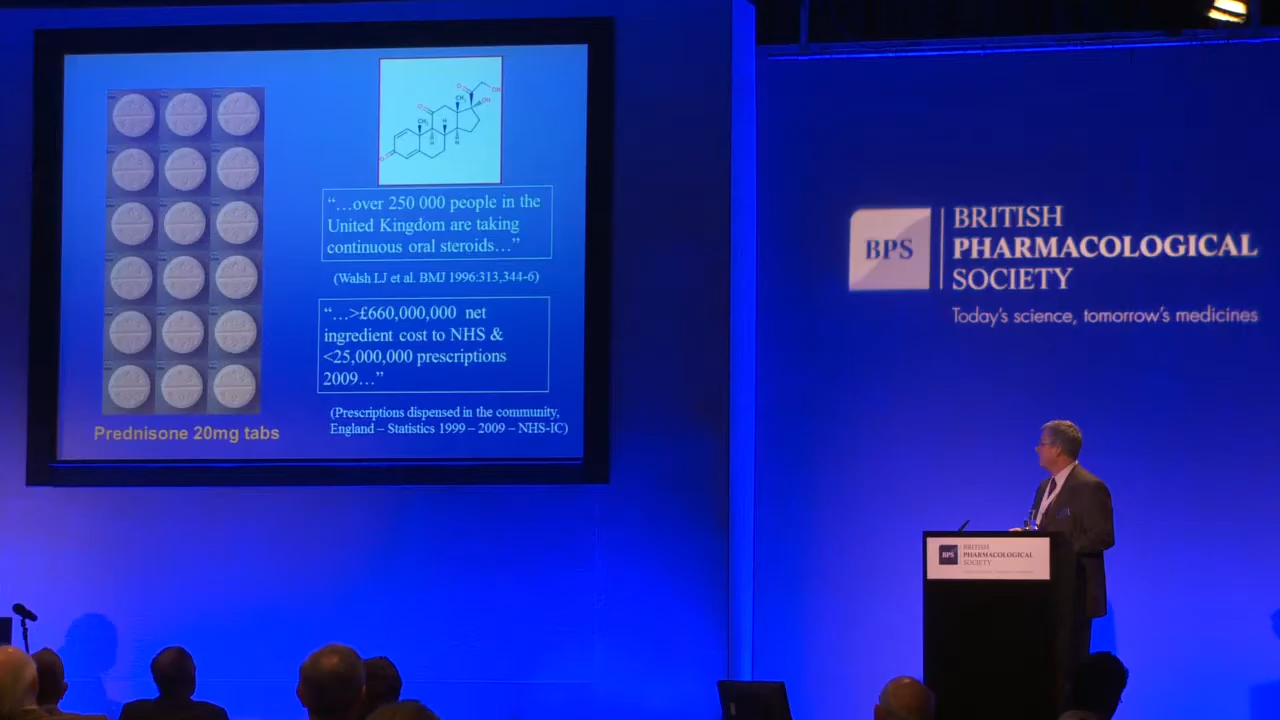 “…over 250 000 people in the
United Kingdom are taking
continuous oral steroids…”
(Walsh LJ et al. BMJ 1996:313,344-6)
“…>£660,000,000 net
ingredient cost to NHS &
<25,000,000 prescriptions
2009…”
(Prescriptions dispensed in the community,
England – Statistics 1999 – 2009 – NHS-IC)
Prednisone 20mg tabs
BPS
BRITISH
PHARMACOLOGICAL
SOCIETY
Today's science, tomorrow's medicines
BPS
BRITISH
PHARMACOLOGICAL
SOCIETY